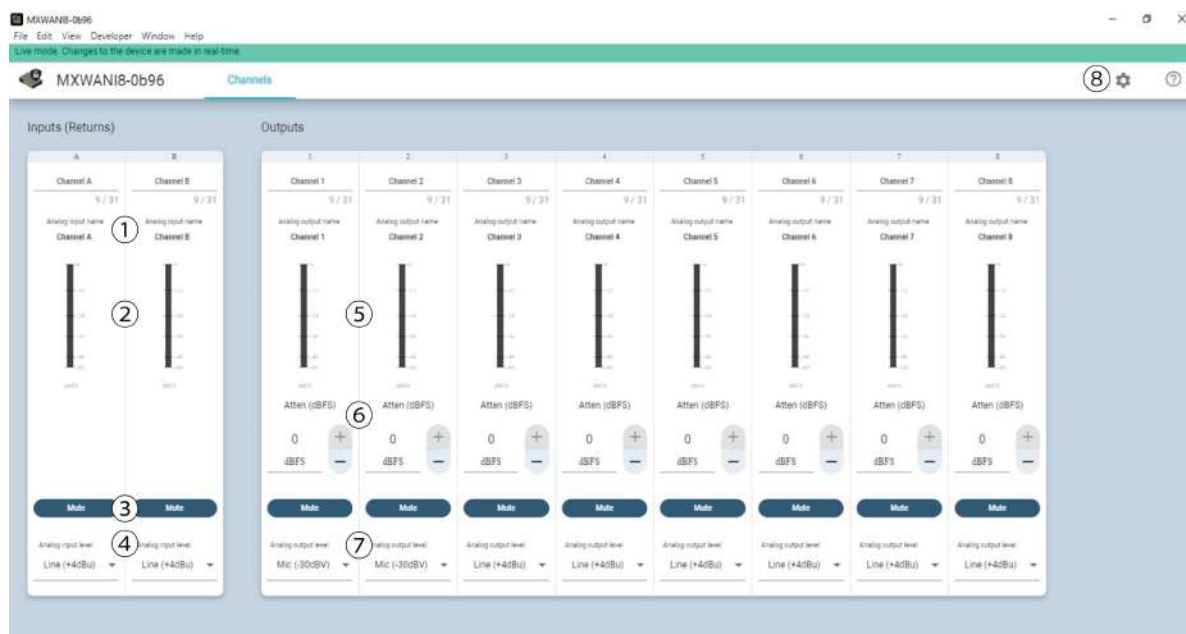 MXWANI8-0b96
File Edit View Developer Window Help
Live mode. Changes to the device are made in real-time.
MXWANI8-0b96 Channels 8
Inputs (Returns) Outputs
A B 1 2 3 4 5 6 7 8
Channel A Channel B Channel 1 Channel 2 Channel 3 Channel 4 Channel 5 Channel 6 Channel 7 Channel 8
9 / 31 9 / 31 9 / 31 9 / 31 9 / 31 9 / 31 9 / 31 9 / 31 9 / 31 9 / 31
Analog input name Analog input name Analog output name Analog output name Analog output name Analog output name Analog output name Analog output name Analog output name Analog output name
1
Channel A Channel B Channel 1 Channel 2 Channel 3 Channel 4 Channel 5 Channel 6 Channel 7 Channel 8
2 5
Atten (dBFS) 6 Atten (dBFS) Atten (dBFS) Atten (dBFS) Atten (dBFS) Atten (dBFS) Atten (dBFS) Atten (dBFS)
0 + 0 + 0 + 0 + 0 + 0 + 0 + 0 +
dBFS − dBFS − dBFS − dBFS − dBFS − dBFS − dBFS − dBFS −
Mute 3 Mute Mute Mute Mute Mute Mute Mute Mute Mute
Analog input level 4 Analog input level Analog output level 7 Analog output level Analog output level Analog output level Analog output level Analog output level Analog output level Analog output level
Line (+4dBu) Line (+4dBu) Mic (-30dBV) Mic (-30dBV) Line (+4dBu) Line (+4dBu) Line (+4dBu) Line (+4dBu) Line (+4dBu) Line (+4dBu)